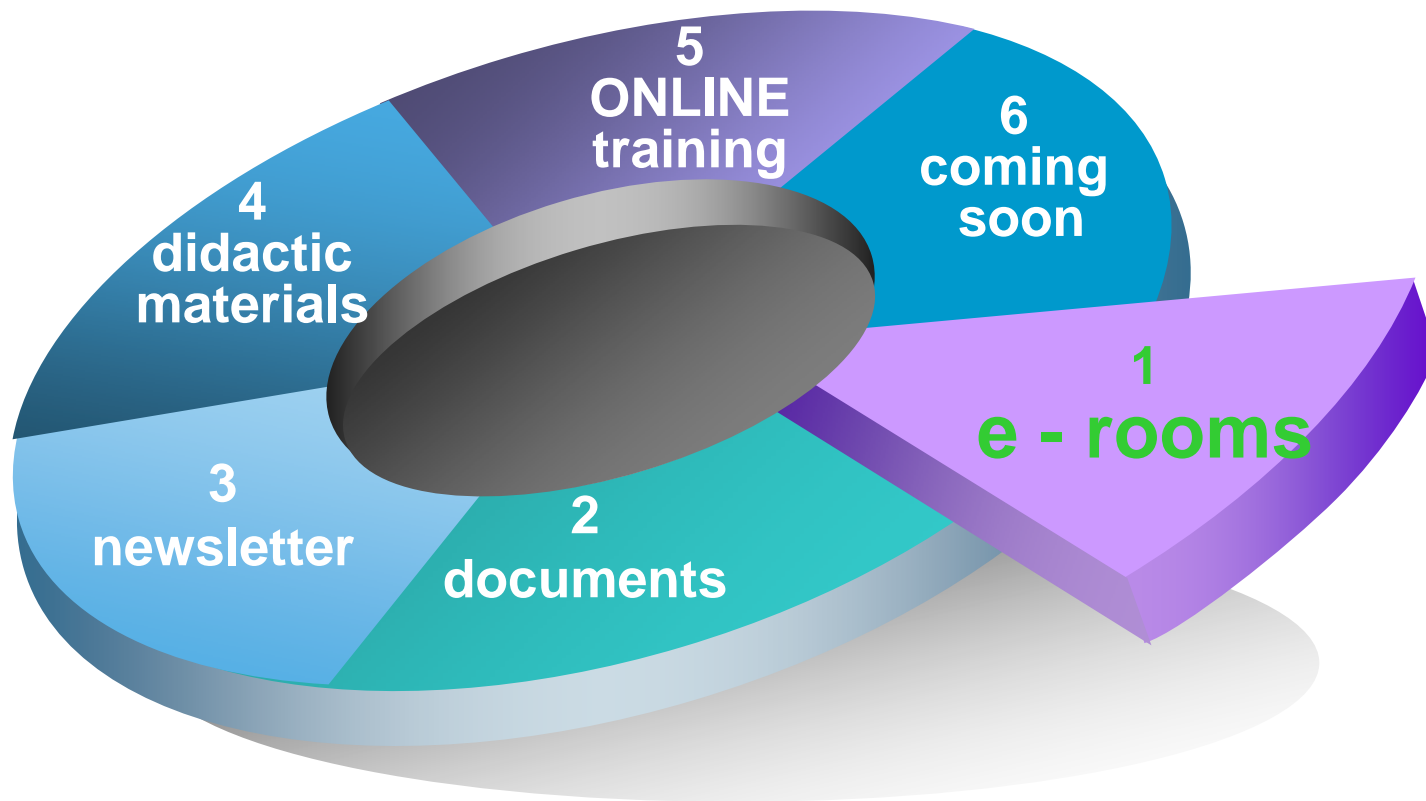 1
e - rooms
2
documents
3
newsletter
4
didactic
materials
5
ONLINE
training
6
coming
soon